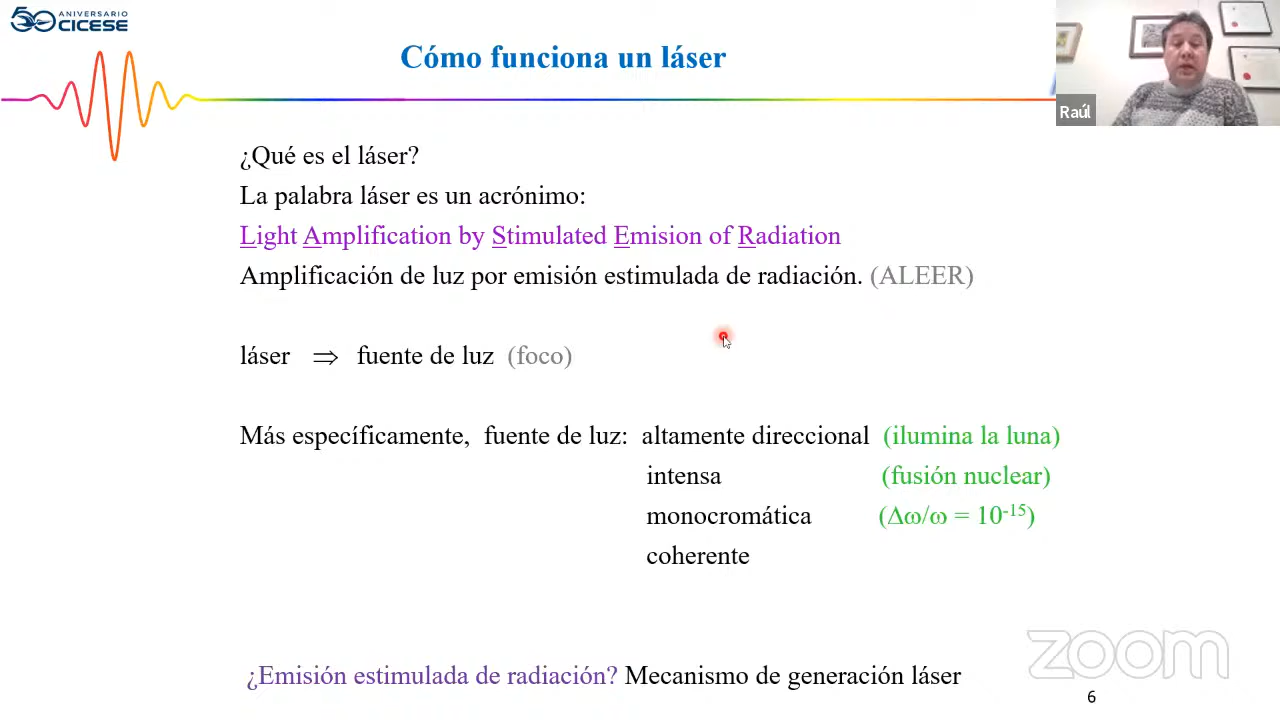 50 ANIVERSARIO
CICESE
Cómo funciona un láser
Raúl
¿Qué es el láser?
La palabra láser es un acrónimo:
Light Amplification by Stimulated Emision of Radiation
Amplificación de luz por emisión estimulada de radiación. (ALEER)
láser ⇒ fuente de luz (foco)
Más específicamente, fuente de luz: altamente direccional (ilumina la luna)
intensa (fusión nuclear)
monocromática (Δω/ω = 10⁻¹⁵)
coherente
zoom
¿Emisión estimulada de radiación? Mecanismo de generación láser
6